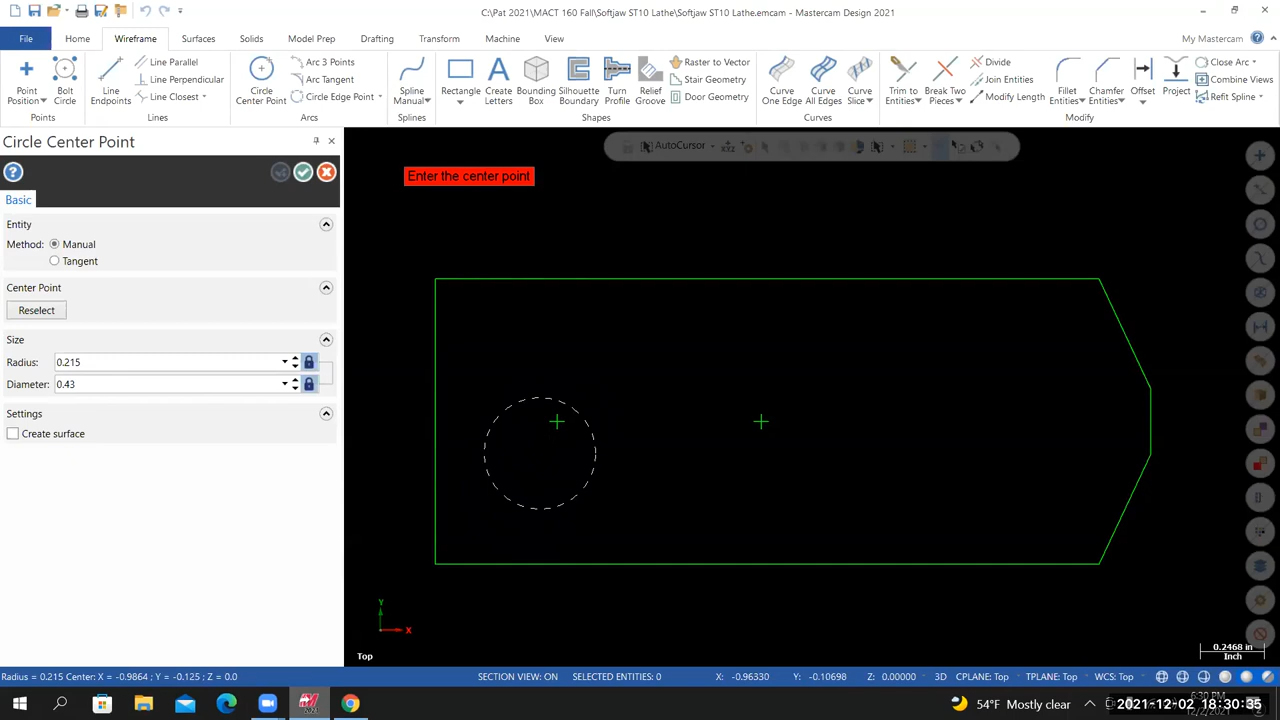 C:\Pat 2021\MACT 160 Fall\Softjaw ST10 Lathe\Softjaw ST10 Lathe.emcam - Mastercam Design 2021
File Home Wireframe Surfaces Solids Model Prep Drafting Transform Machine View My Mastercam
Point Position
Bolt Circle
Points
Line Endpoints
Line Parallel
Line Perpendicular
Line Closest
Lines
Circle Center Point
Arc 3 Points
Arc Tangent
Circle Edge Point
Arcs
Spline Manual
Splines
Rectangle
Create Letters
Bounding Box
Silhouette Boundary
Turn Profile
Relief Groove
Raster to Vector
Stair Geometry
Door Geometry
Shapes
Curve One Edge
Curve All Edges
Curve Slice
Curves
Trim to Entities
Break Two Pieces
Divide
Join Entities
Modify Length
Fillet Entities
Chamfer Entities
Offset
Project
Close Arc
Combine Views
Refit Spline
Modify
Circle Center Point
Basic
Entity
Method: Manual
Tangent
Center Point
Reselect
Size
Radius: 0.215
Diameter: 0.43
Settings
Create surface
AutoCursor
XYZ
Enter the center point
Y
X
Top
0.2468 in
Inch
Radius = 0.215 Center: X = -0.9864 ; Y = -0.125 ; Z = 0.0 SECTION VIEW: ON SELECTED ENTITIES: 0 X: -0.96330 Y: -0.10698 Z: 0.00000 3D CPLANE: Top TPLANE: Top WCS: Top
54°F Mostly clear
6:30 PM
2021-12-02 18:30:35
12/2/2021